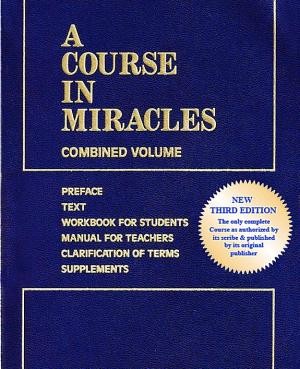 A
COURSE
IN
MIRACLES
COMBINED VOLUME
PREFACE
TEXT
WORKBOOK FOR STUDENTS
MANUAL FOR TEACHERS
CLARIFICATION OF TERMS
SUPPLEMENTS
NEW
THIRD EDITION
The only complete
Course as authorized by
its scribe & published
by its original
publisher